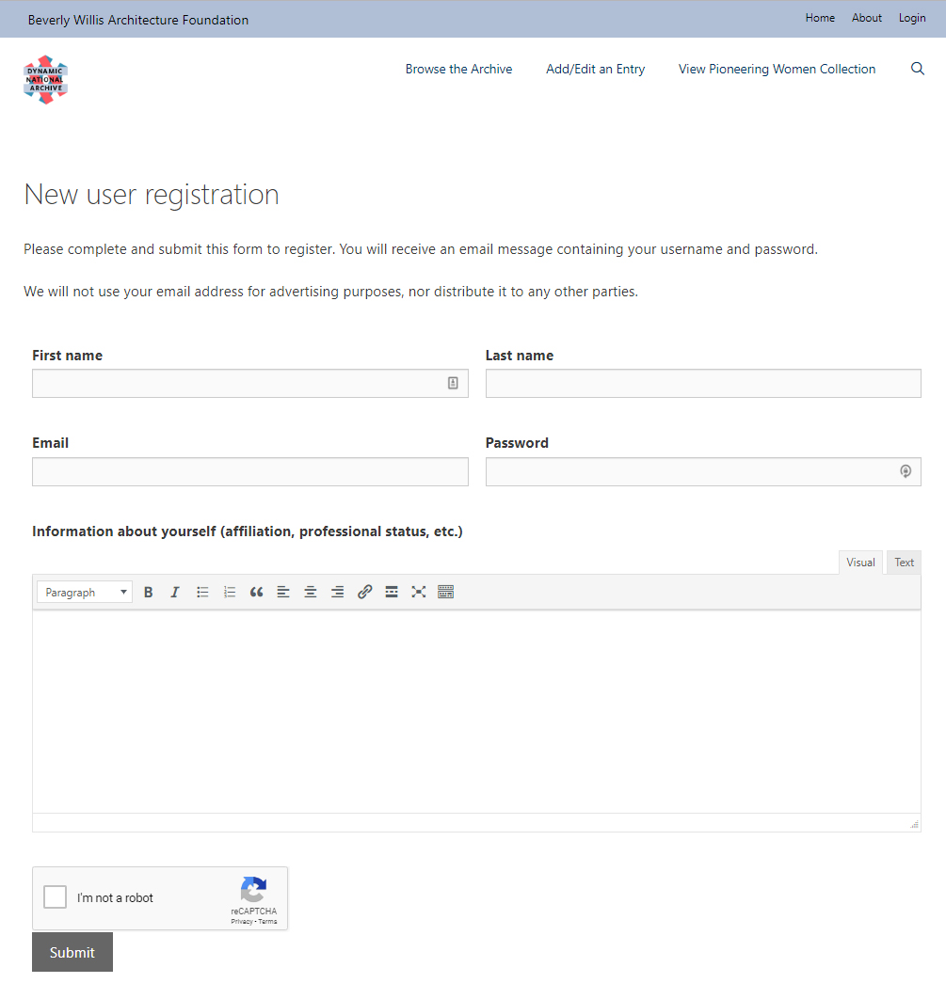 Beverly Willis Architecture Foundation
Home About Login
DYNAMIC
NATIONAL
ARCHIVE
Browse the Archive Add/Edit an Entry View Pioneering Women Collection
New user registration
Please complete and submit this form to register. You will receive an email message containing your username and password.
We will not use your email address for advertising purposes, nor distribute it to any other parties.
First name Last name
Email Password
Information about yourself (affiliation, professional status, etc.)
Visual Text
Paragraph B I
I'm not a robot
reCAPTCHA
Privacy - Terms
Submit